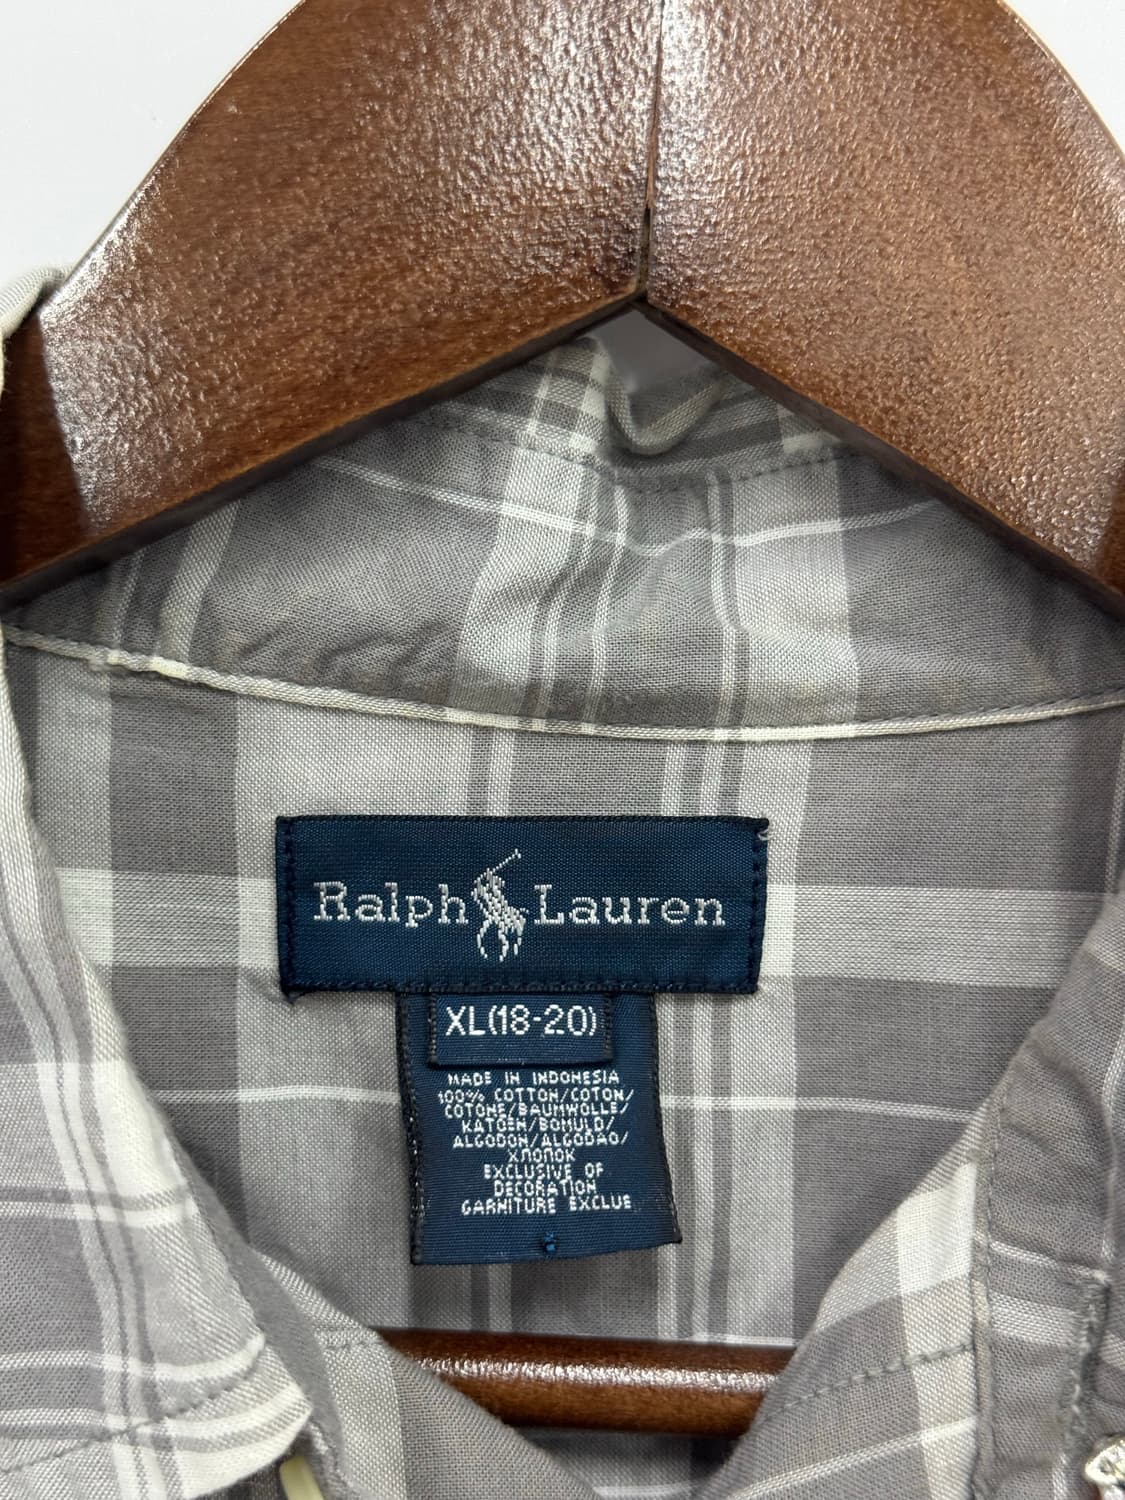 Ralph Lauren
XL(18-20)
MADE IN INDONESIA
100% COTTON/COTON/
COTONE/BAUMWOLLE/
KATOEN/BOMULD/
ALGODON/ALGODAO/
ХЛОПОК
EXCLUSIVE OF
DECORATION
GARNITURE EXCLUE